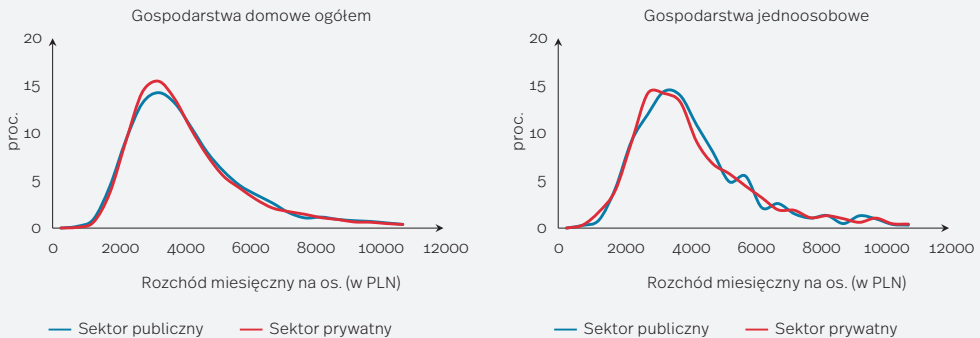 Gospodarstwa domowe ogółem
20
15
10
5
0
proc.
0 2000 4000 6000 8000 10000 12000
Rozchód miesięczny na os. (w PLN)
Sektor publiczny Sektor prywatny
Gospodarstwa jednoosobowe
20
15
10
5
0
proc.
0 2000 4000 6000 8000 10000 12000
Rozchód miesięczny na os. (w PLN)
Sektor publiczny Sektor prywatny